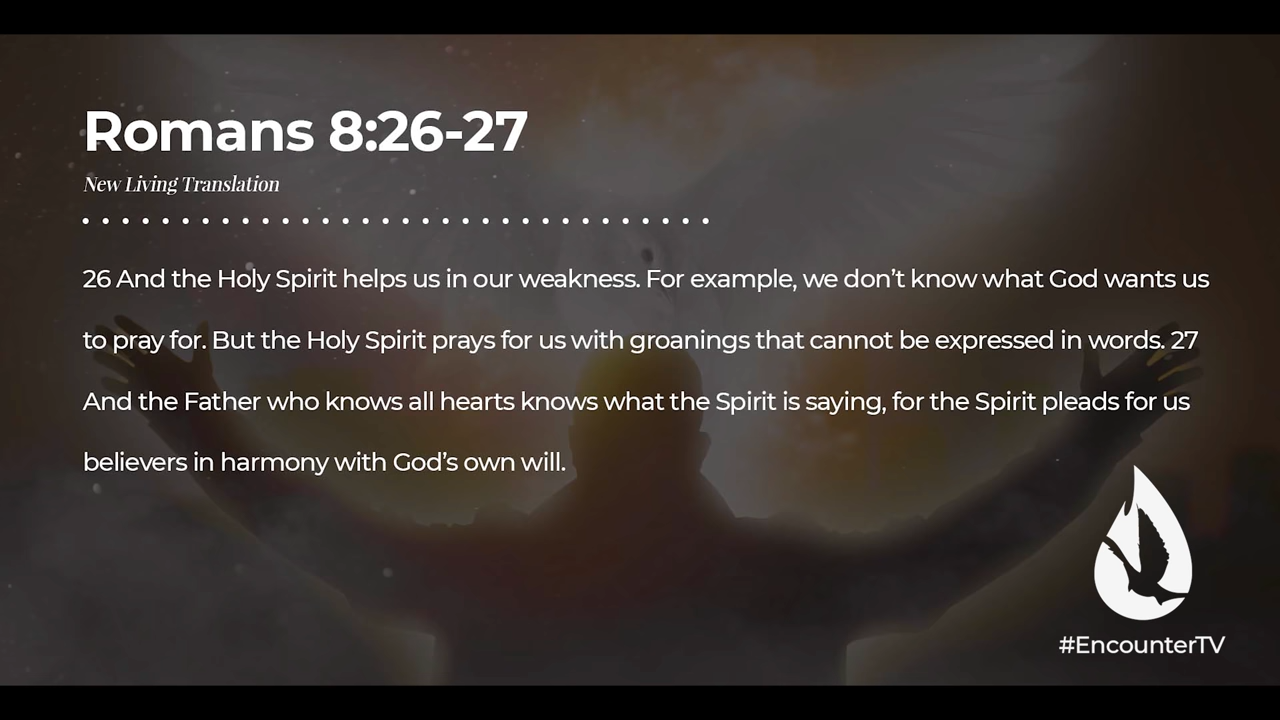 Romans 8:26-27
New Living Translation
26 And the Holy Spirit helps us in our weakness. For example, we don’t know what God wants us
to pray for. But the Holy Spirit prays for us with groanings that cannot be expressed in words. 27
And the Father who knows all hearts knows what the Spirit is saying, for the Spirit pleads for us
believers in harmony with God’s own will.
#EncounterTV